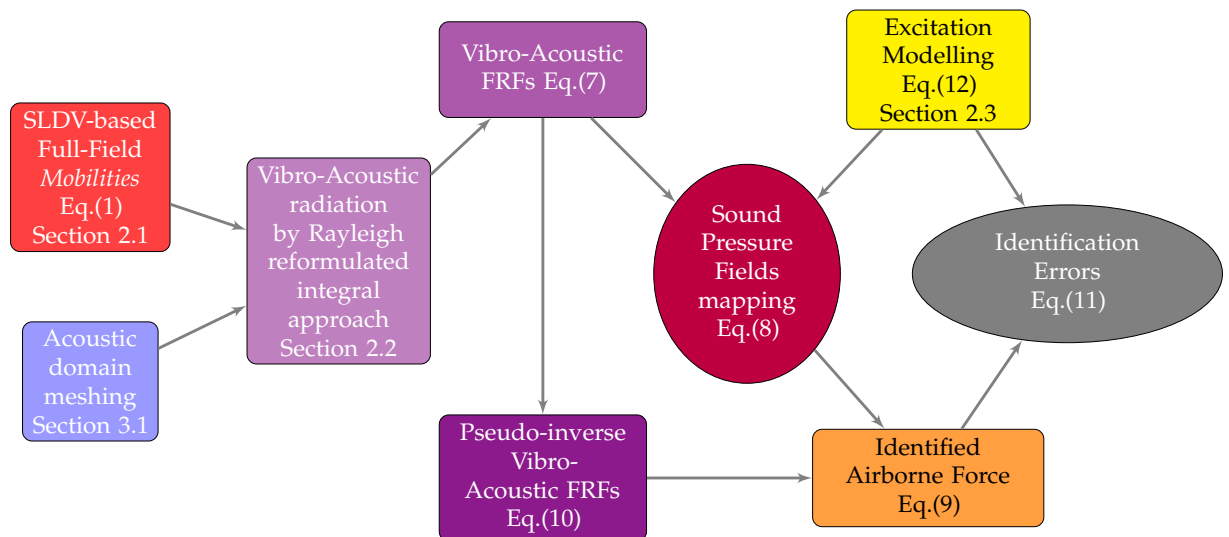 SLDV-based
Full-Field
Mobilities
Eq.(1)
Section 2.1
Acoustic
domain
meshing
Section 3.1
Vibro-Acoustic
radiation
by Rayleigh
reformulated
integral
approach
Section 2.2
Vibro-Acoustic
FRFs Eq.(7)
Pseudo-inverse
Vibro-
Acoustic FRFs
Eq.(10)
Sound
Pressure
Fields
mapping
Eq.(8)
Excitation
Modelling
Eq.(12)
Section 2.3
Identification
Errors
Eq.(11)
Identified
Airborne Force
Eq.(9)